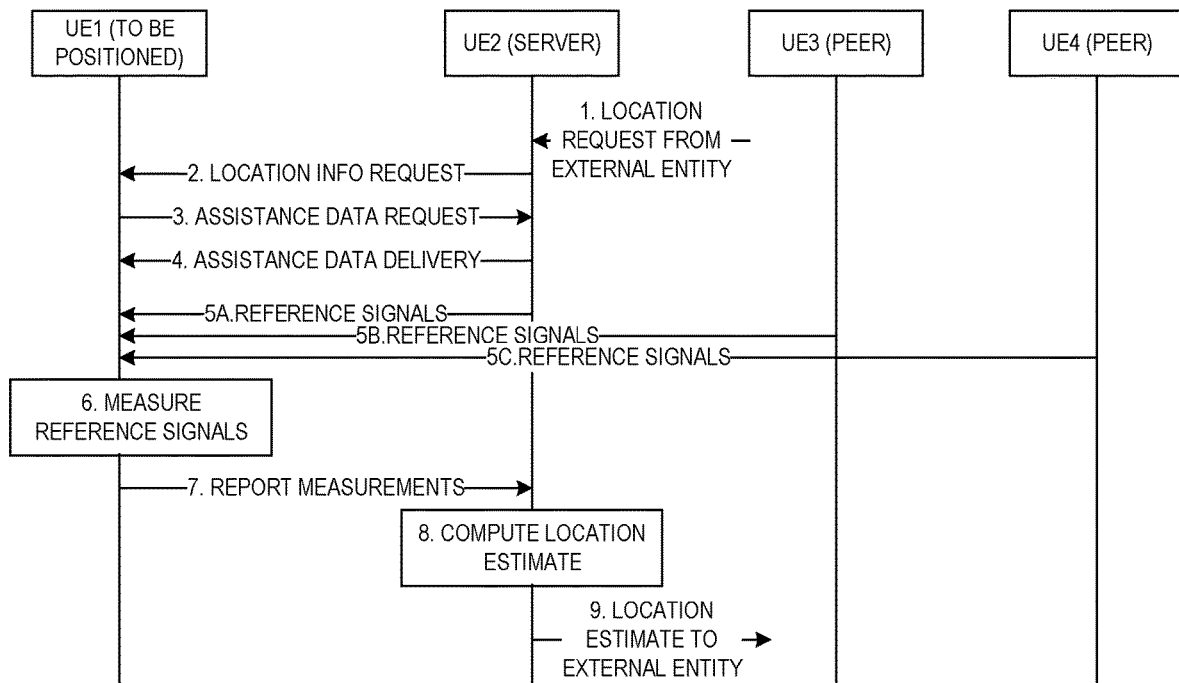 UE1 (TO BE
POSITIONED)
UE2 (SERVER)
UE3 (PEER)
UE4 (PEER)
1. LOCATION
REQUEST FROM
EXTERNAL ENTITY
2. LOCATION INFO REQUEST
3. ASSISTANCE DATA REQUEST
4. ASSISTANCE DATA DELIVERY
5A.REFERENCE SIGNALS
5B.REFERENCE SIGNALS
5C.REFERENCE SIGNALS
6. MEASURE
REFERENCE SIGNALS
7. REPORT MEASUREMENTS
8. COMPUTE LOCATION
ESTIMATE
9. LOCATION
ESTIMATE TO
EXTERNAL ENTITY